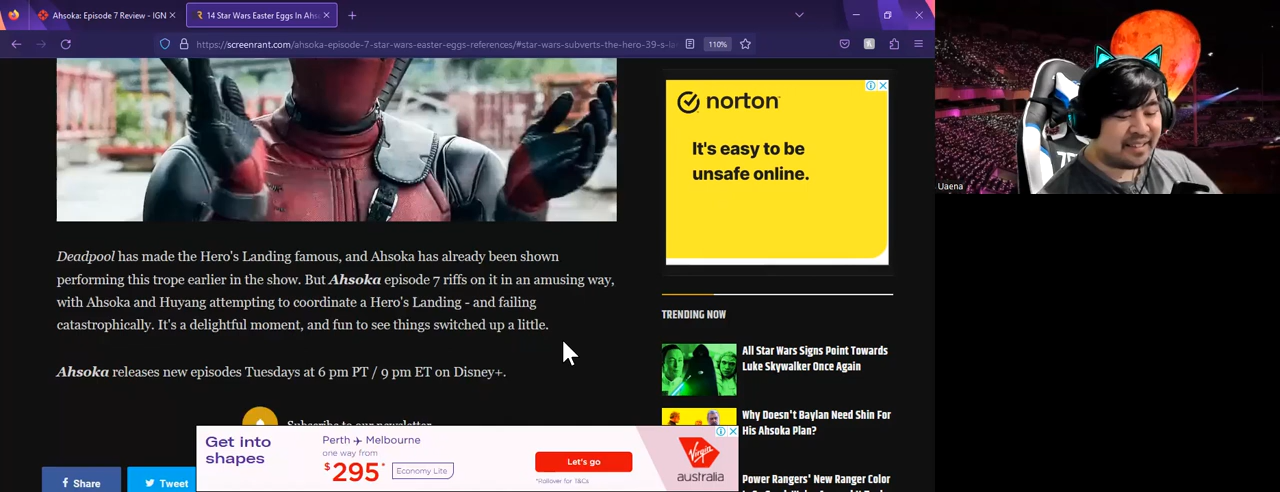 Ahsoka: Episode 7 Review - IGN
14 Star Wars Easter Eggs In Ahs
https://screenrant.com/ahsoka-episode-7-star-wars-easter-eggs-references/#star-wars-subverts-the-hero-39-s-la
110%
norton
It's easy to be
unsafe online.
Uaena
Deadpool has made the Hero's Landing famous, and Ahsoka has already been shown
performing this trope earlier in the show. But Ahsoka episode 7 riffs on it in an amusing way,
with Ahsoka and Huyang attempting to coordinate a Hero's Landing - and failing
catastrophically. It's a delightful moment, and fun to see things switched up a little.
Ahsoka releases new episodes Tuesdays at 6 pm PT / 9 pm ET on Disney+.
TRENDING NOW
All Star Wars Signs Point Towards
Luke Skywalker Once Again
Why Doesn't Baylan Need Shin For
His Ahsoka Plan?
Power Rangers' New Ranger Color
Subscribe to our newsletter
Get into
shapes
Perth Melbourne
one way from
$295*
Economy Lite
Let's go
*Rollover for T&Cs
Virgin
australia
Share
Tweet